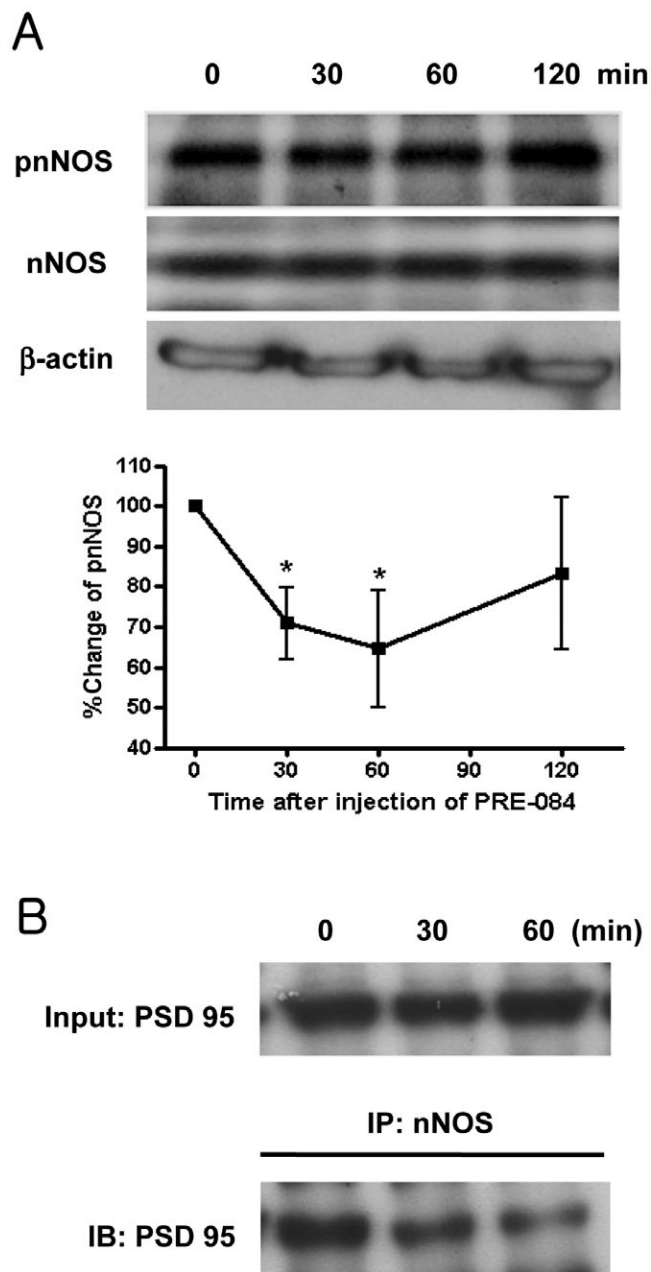 A
0 30 60 120 min
pnNOS
nNOS
β-actin
110
100
90
80
70
60
50
40
%Change of pnNOS
* *
0 30 60 90 120
Time after injection of PRE-084
B
0 30 60 (min)
Input: PSD 95
IP: nNOS
IB: PSD 95